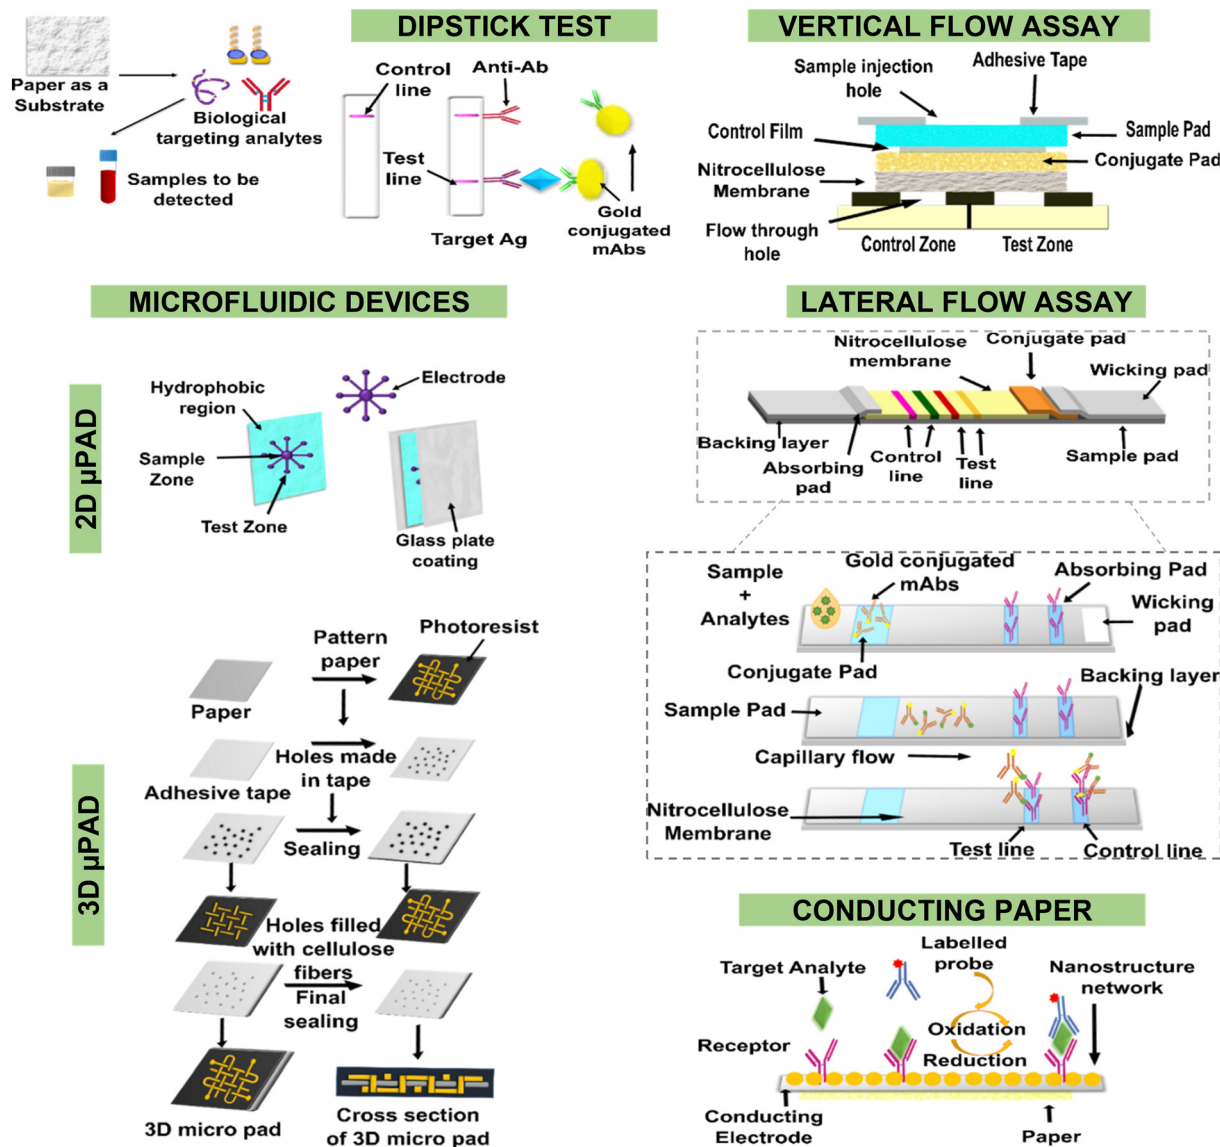 Paper as a
Substrate
Biological
targeting analytes
Samples to be
detected
DIPSTICK TEST
Control
line
Anti-Ab
Test
line
Target Ag
Gold
conjugated
mAbs
VERTICAL FLOW ASSAY
Sample injection
hole
Adhesive Tape
Control Film
Sample Pad
Conjugate Pad
Nitrocellulose
Membrane
Flow through
hole
Control Zone
Test Zone
MICROFLUIDIC DEVICES
2D µPAD
Hydrophobic
region
Electrode
Sample
Zone
Test Zone
Glass plate
coating
3D µPAD
Pattern
paper
Photoresist
Paper
Holes made
in tape
Adhesive tape
Sealing
Holes filled
with cellulose
fibers
Final
sealing
3D micro pad
Cross section
of 3D micro pad
LATERAL FLOW ASSAY
Nitrocellulose
membrane
Conjugate pad
Wicking pad
Backing layer
Absorbing
pad
Control
line
Test
line
Sample pad
Sample
+
Analytes
Gold conjugated
mAbs
Absorbing Pad
Wicking
pad
Conjugate Pad
Backing layer
Sample Pad
Capillary flow
Nitrocellulose
Membrane
Test line
Control line
CONDUCTING PAPER
Target Analyte
Labelled
probe
Nanostructure
network
Oxidation
Receptor
Reduction
Conducting
Electrode
Paper